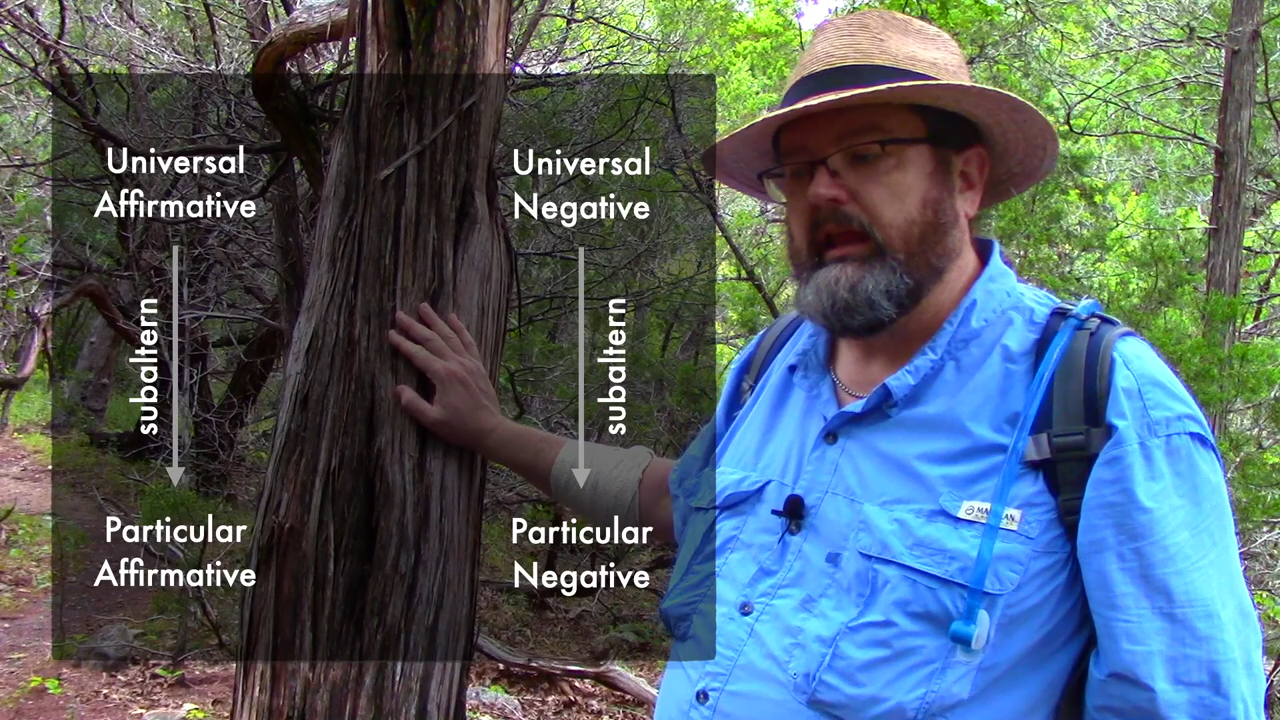 Universal
Affirmative
Universal
Negative
subaltern
subaltern
Particular
Affirmative
Particular
Negative